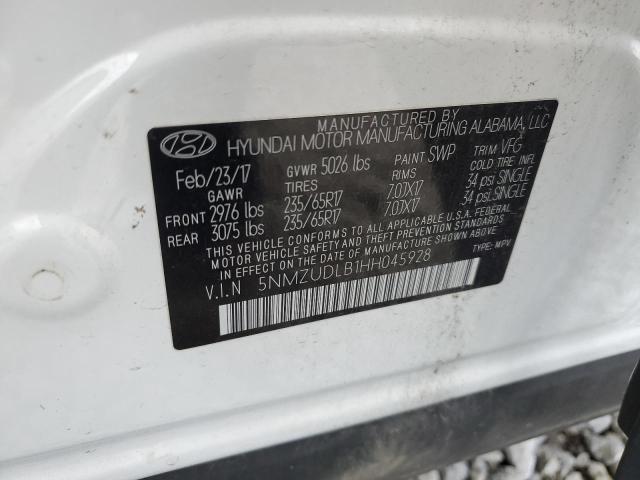 MANUFACTURED BY
HYUNDAI MOTOR MANUFACTURING ALABAMA, LLC
Feb/23/17 GVWR 5026 lbs PAINT SWP TRIM VFG
GAWR TIRES RIMS COLD TIRE INFL
FRONT 2976 lbs 235/65R17 7.0JX17 34 psi SINGLE
REAR 3075 lbs 235/65R17 7.0JX17 34 psi SINGLE
THIS VEHICLE CONFORMS TO ALL APPLICABLE U.S.A. FEDERAL
MOTOR VEHICLE SAFETY AND THEFT PREVENTION STANDARDS
IN EFFECT ON THE DATE OF MANUFACTURE SHOWN ABOVE.
V.I.N 5NMZUDLB1HH045928 TYPE: MPV